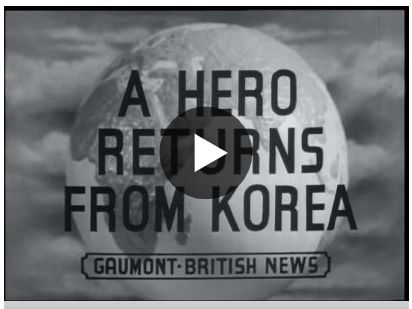 A HERO
RETURNS
FROM KOREA
GAUMONT-BRITISH NEWS